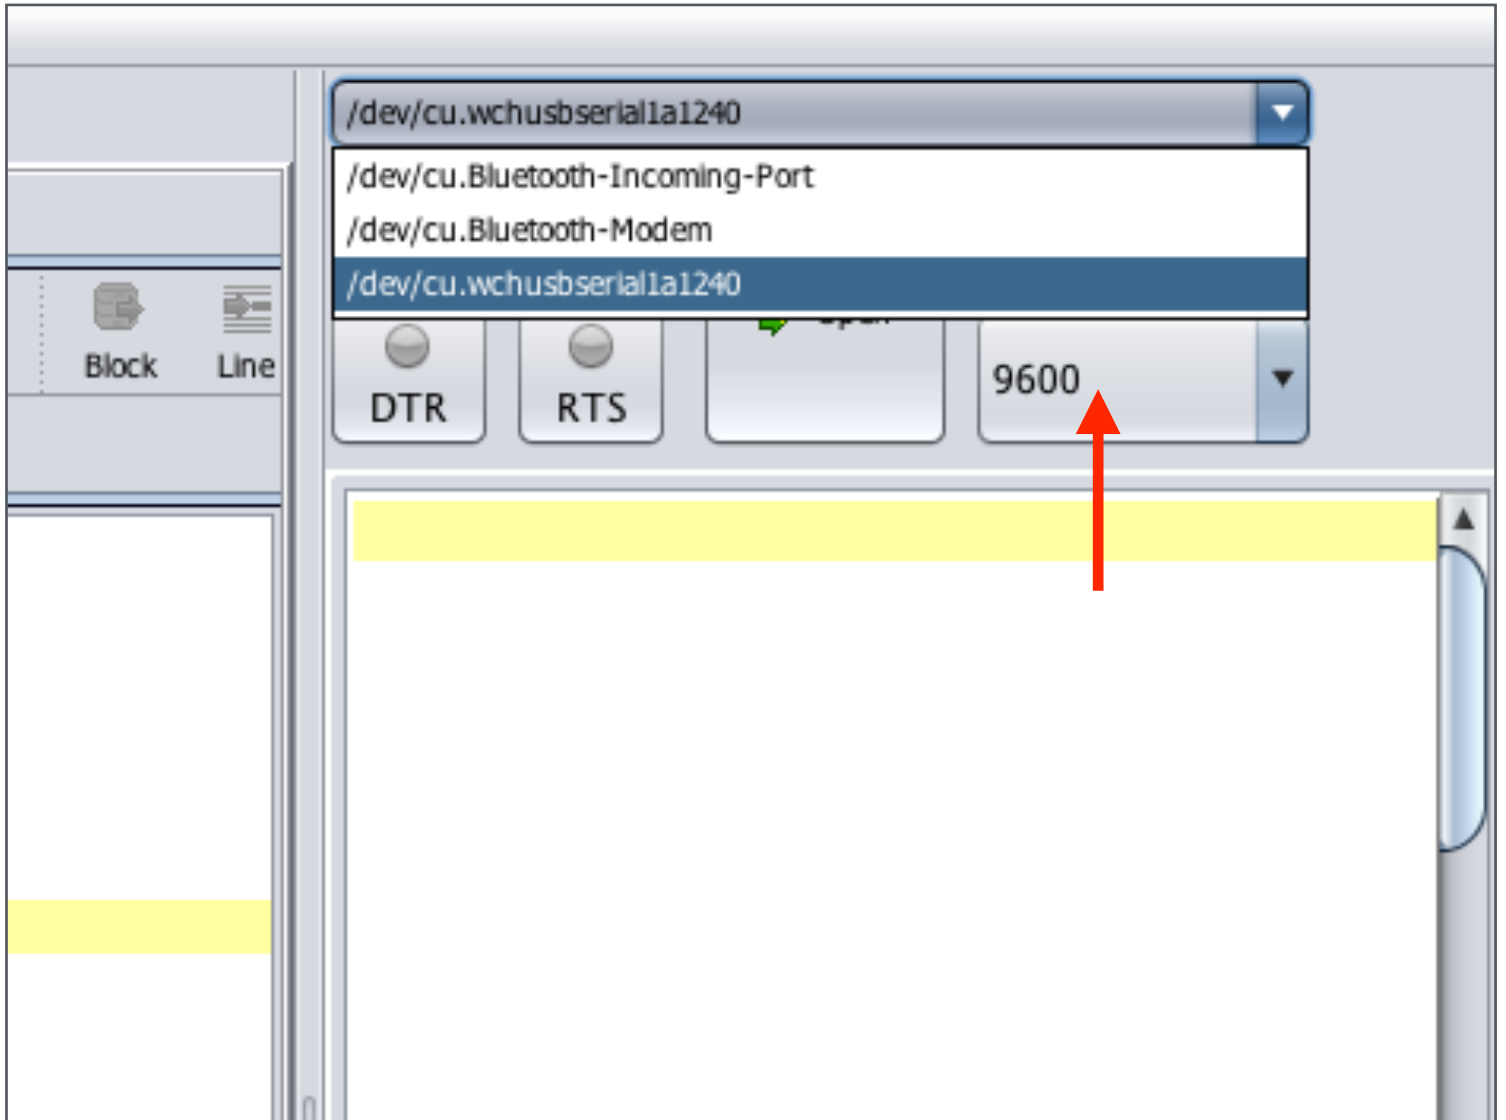 /dev/cu.wchusbserial1a1240
/dev/cu.Bluetooth-Incoming-Port
/dev/cu.Bluetooth-Modem
/dev/cu.wchusbserial1a1240
Block Line
DTR RTS 9600